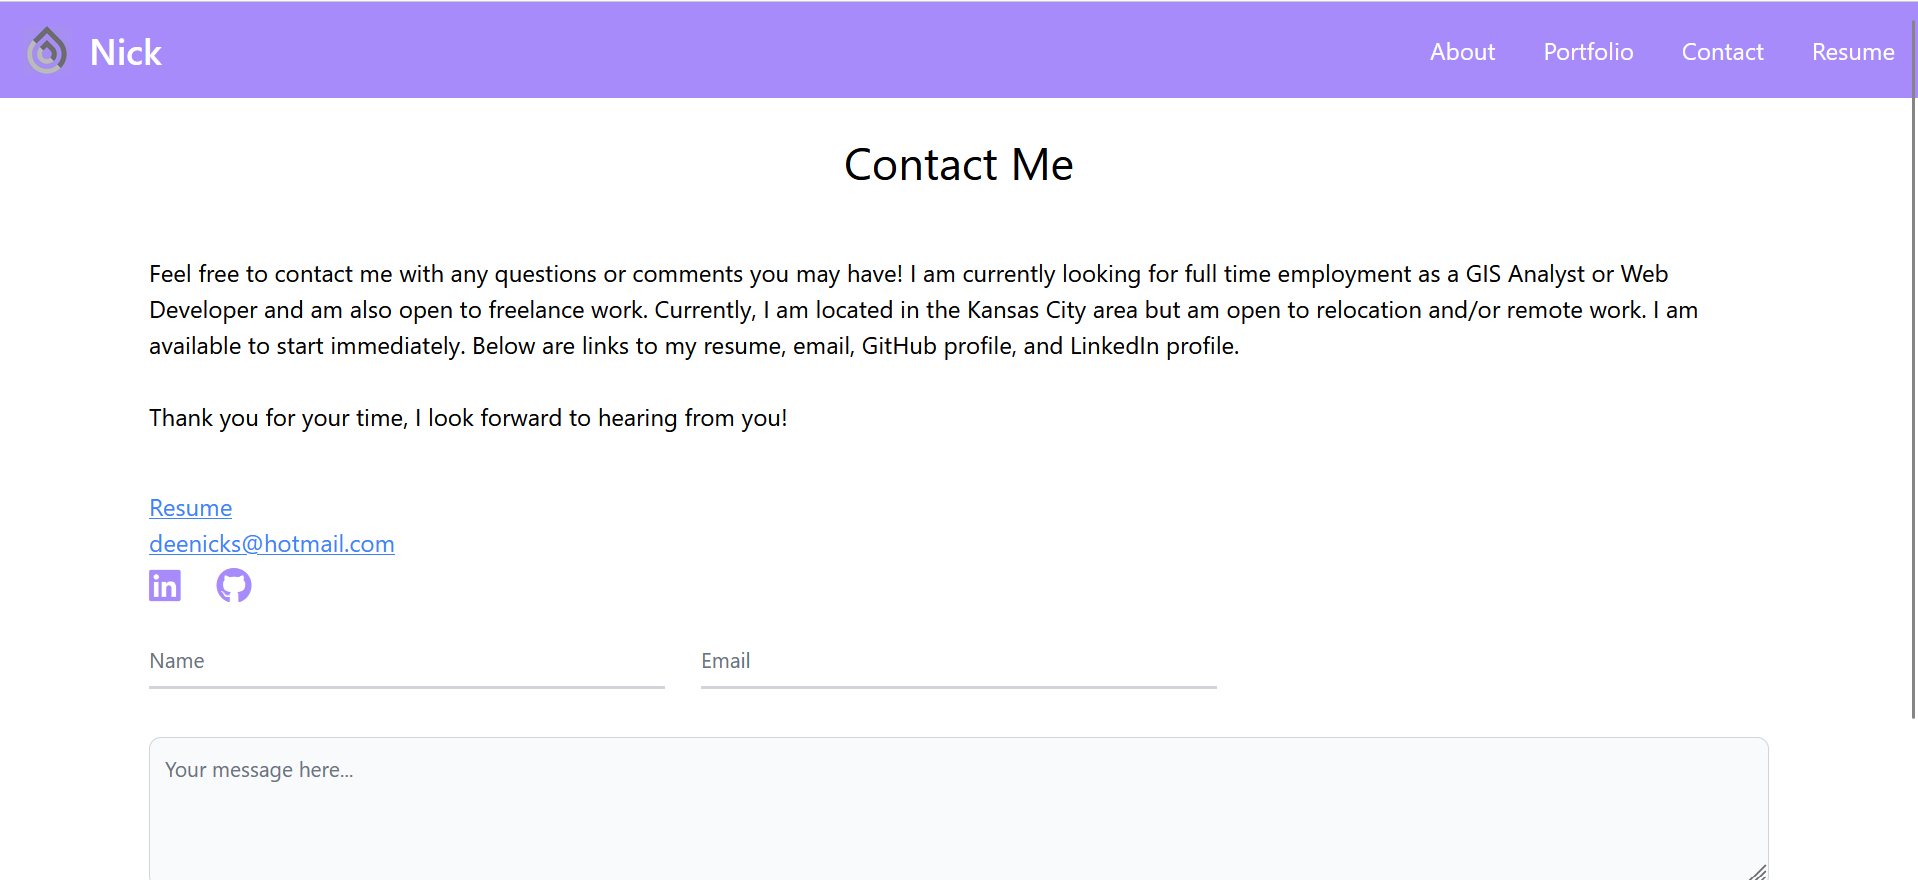 Nick
About Portfolio Contact Resume
Contact Me
Feel free to contact me with any questions or comments you may have! I am currently looking for full time employment as a GIS Analyst or Web
Developer and am also open to freelance work. Currently, I am located in the Kansas City area but am open to relocation and/or remote work. I am
available to start immediately. Below are links to my resume, email, GitHub profile, and LinkedIn profile.
Thank you for your time, I look forward to hearing from you!
Resume
deenicks@hotmail.com
in
Name Email
Your message here...